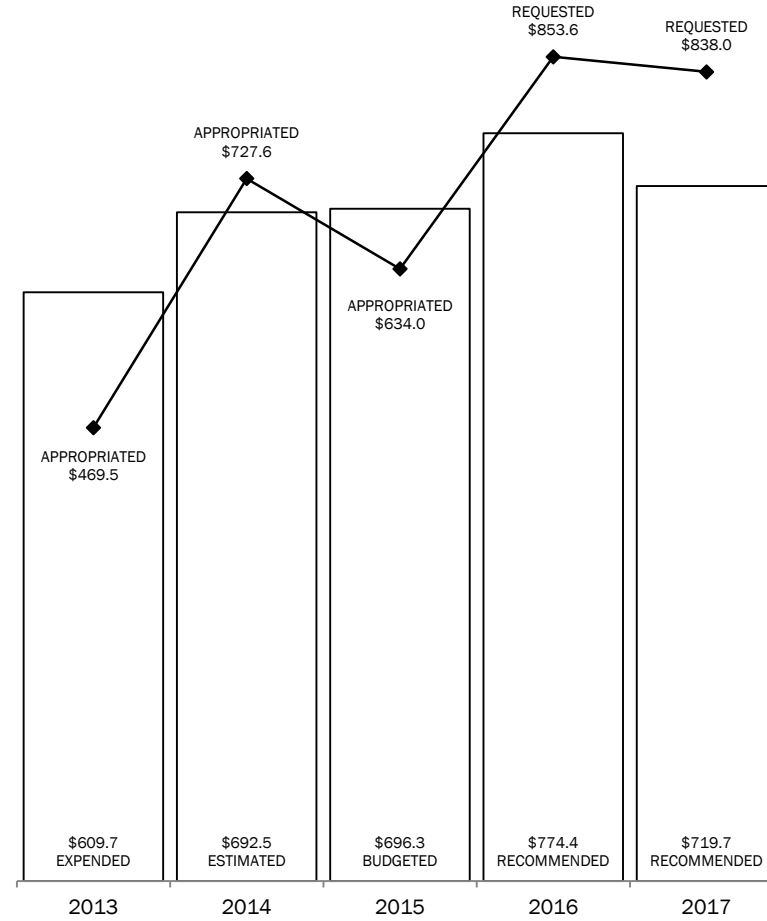 REQUESTED
$853.6
REQUESTED
$838.0
APPROPRIATED
$727.6
APPROPRIATED
$634.0
APPROPRIATED
$469.5
$609.7
EXPENDED
$692.5
ESTIMATED
$696.3
BUDGETED
$774.4
RECOMMENDED
$719.7
RECOMMENDED
2013
2014
2015
2016
2017